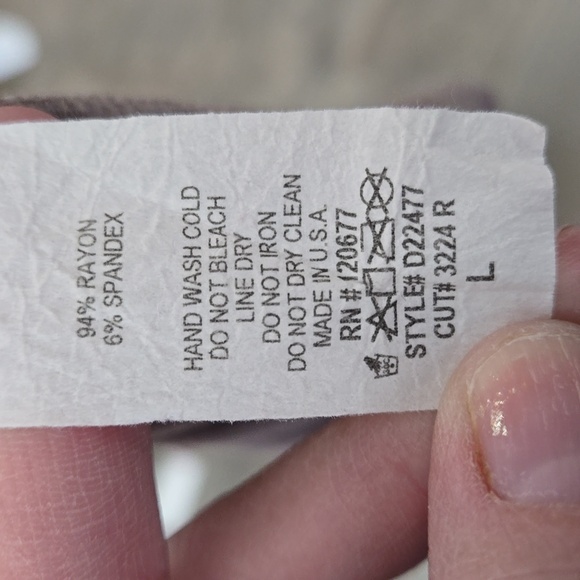 94% RAYON
6% SPANDEX
HAND WASH COLD
DO NOT BLEACH
LINE DRY
DO NOT IRON
DO NOT DRY CLEAN
MADE IN U.S.A.
RN # 120677
STYLE# D22477
CUT# 3224 R
L